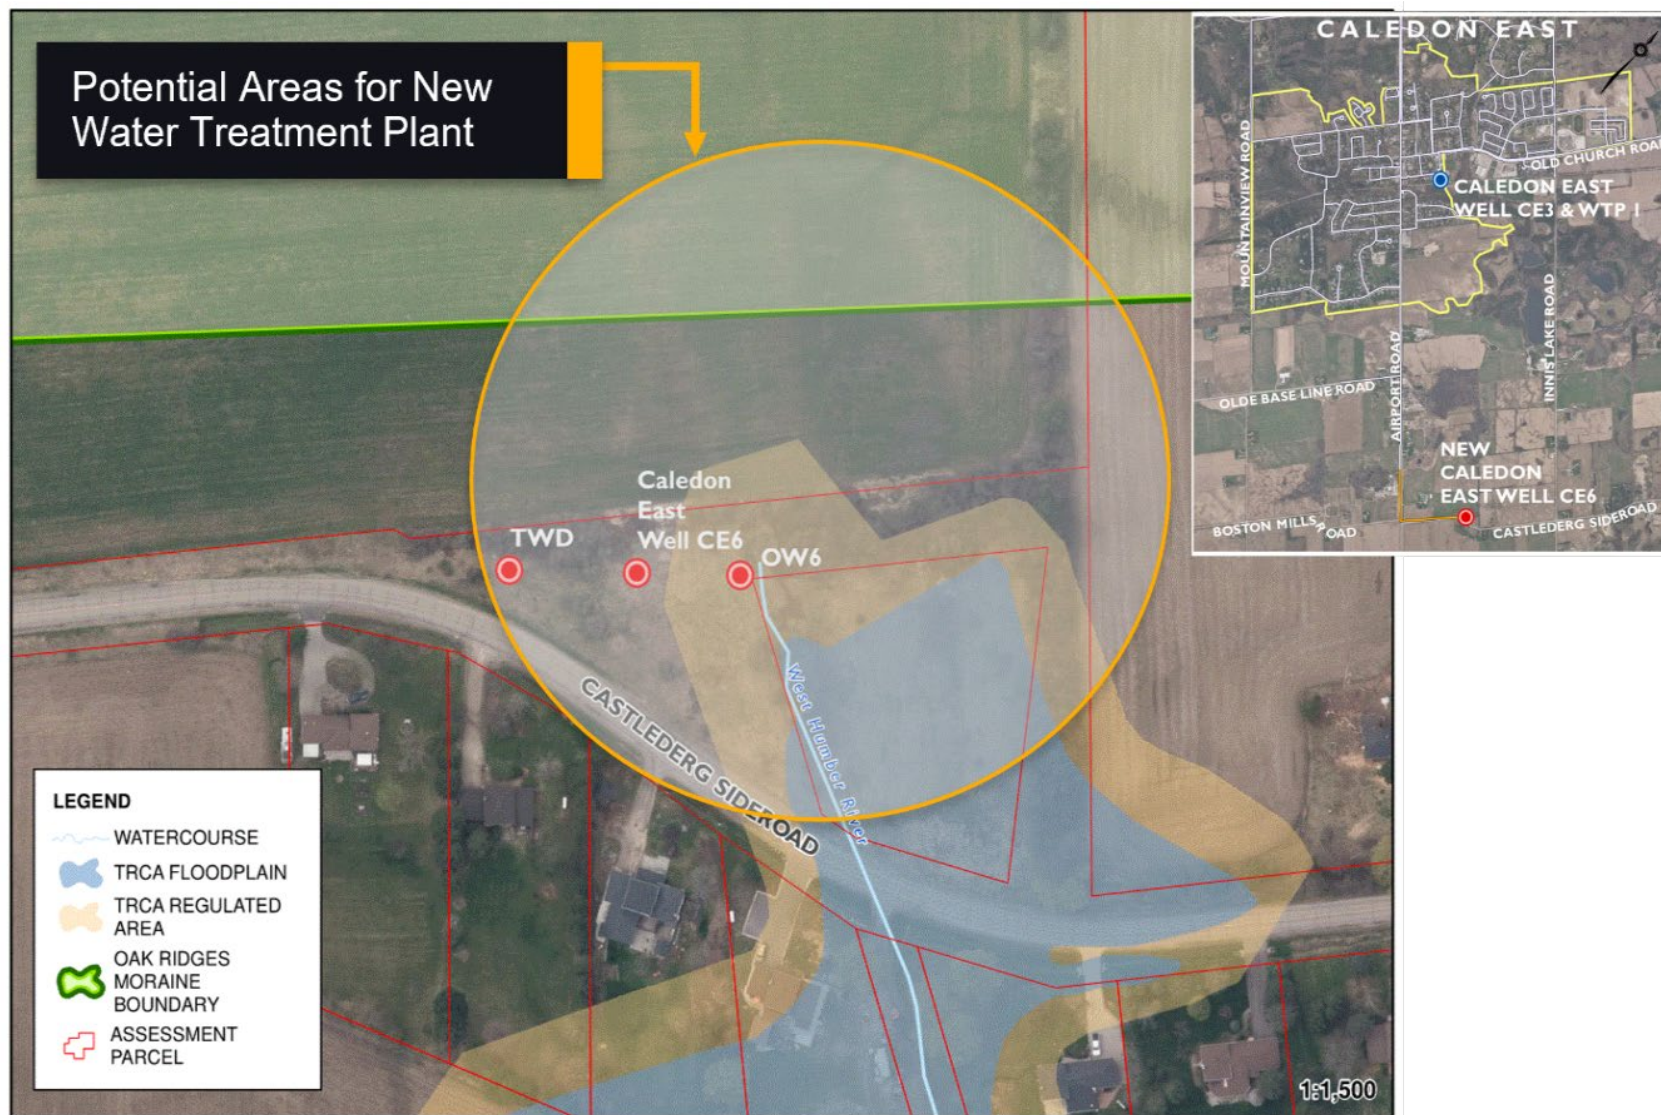 Potential Areas for New
Water Treatment Plant
TWD
Caledon
East
Well CE6
OW6
CASTLEDERG SIDEROAD
West Humber River
LEGEND
WATERCOURSE
TRCA FLOODPLAIN
TRCA REGULATED
AREA
OAK RIDGES
MORAINE
BOUNDARY
ASSESSMENT
PARCEL
1:1,500
CALEDON EAST
MOUNTAINVIEW ROAD
OLD CHURCH ROAD
CALEDON EAST
WELL CE3 & WTP 1
INNIS LAKE ROAD
AIRPORT ROAD
OLDE BASE LINE ROAD
NEW
CALEDON
EAST WELL CE6
BOSTON MILLS ROAD
CASTLEDERG SIDEROAD